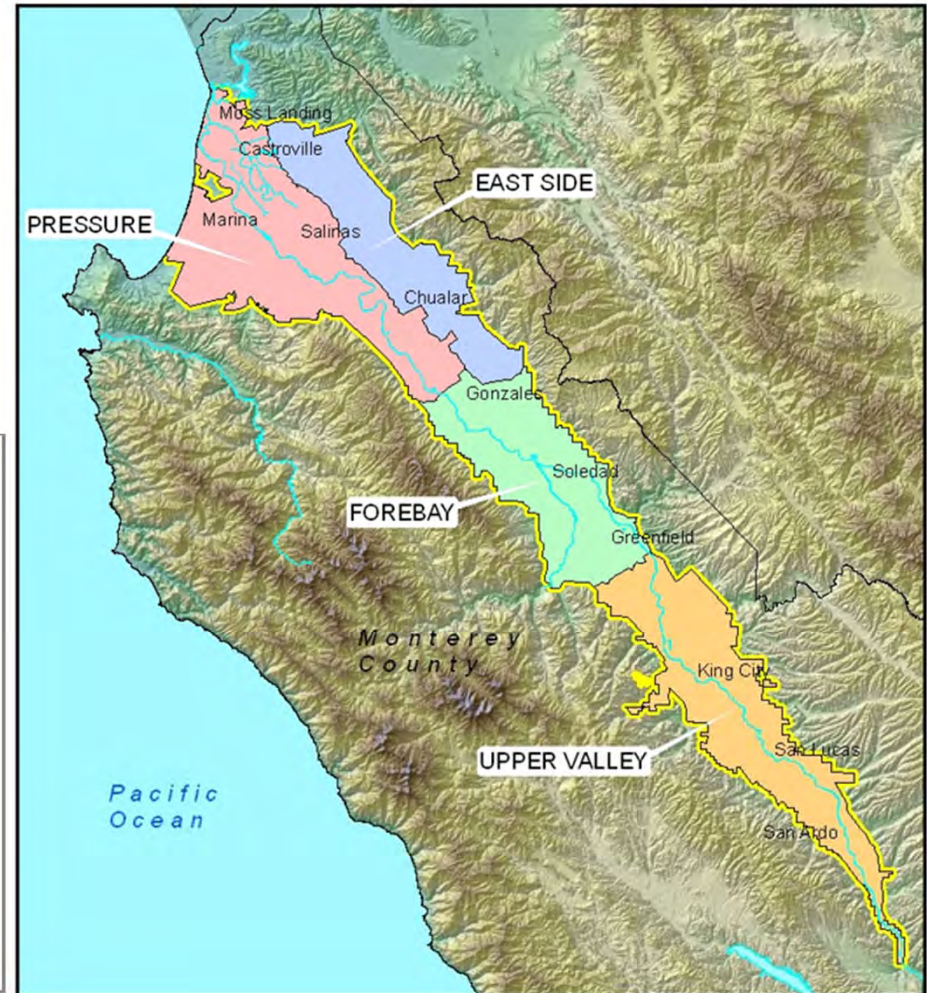 Moss Landing
Castroville
EAST SIDE
PRESSURE
Marina
Salinas
Chualar
Gonzales
Soledad
FOREBAY
Greenfield
Monterey
County
King City
UPPER VALLEY
San Lucas
Pacific
Ocean
San Ardo